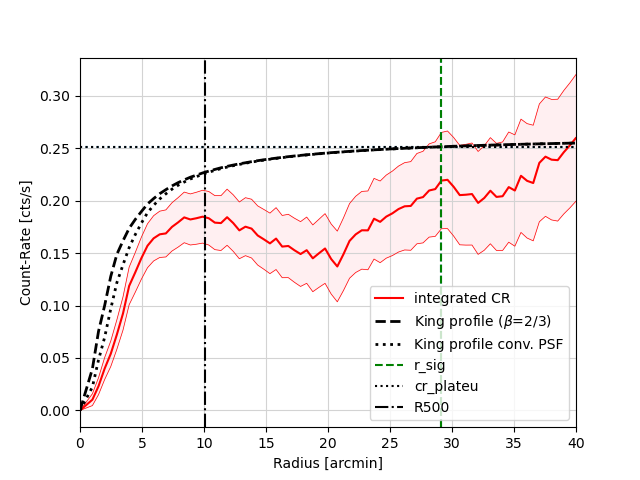 0.30
0.25
0.20
0.15
0.10
0.05
0.00
Count-Rate [cts/s]
integrated CR
King profile (β=2/3)
King profile conv. PSF
r_sig
cr_plateu
R500
0 5 10 15 20 25 30 35 40
Radius [arcmin]